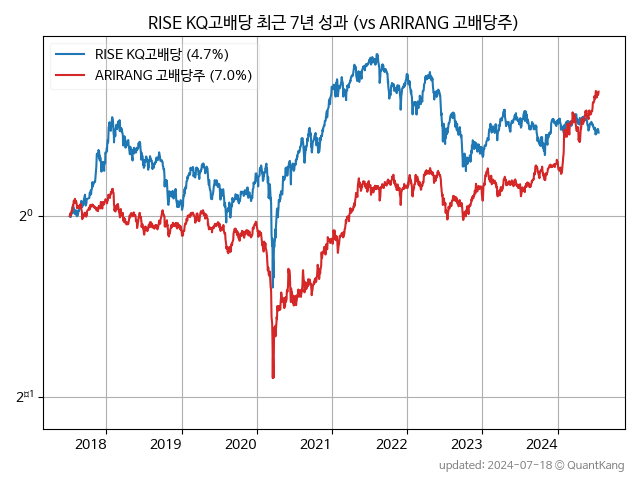 RISE KQ고배당 최근 7년 성과 (vs ARIRANG 고배당주)
RISE KQ고배당 (4.7%)
ARIRANG 고배당주 (7.0%)
2⁰
2¤¹
2018 2019 2020 2021 2022 2023 2024
updated: 2024-07-18 © QuantKang